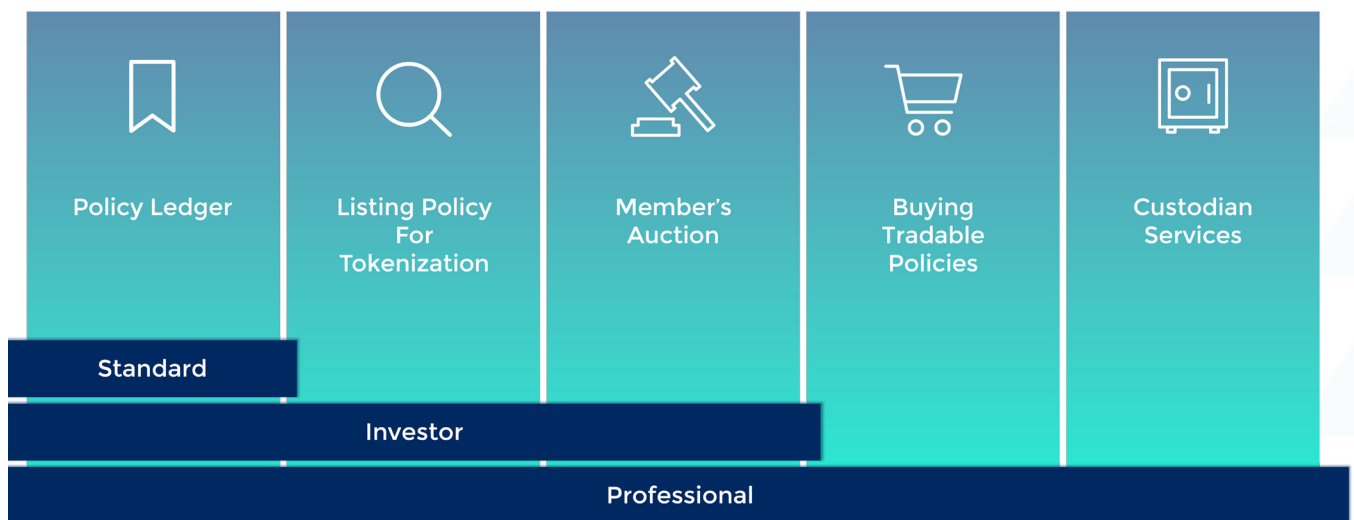 Policy Ledger
Listing Policy
For
Tokenization
Member’s
Auction
Buying
Tradable
Policies
Custodian
Services
Standard
Investor
Professional